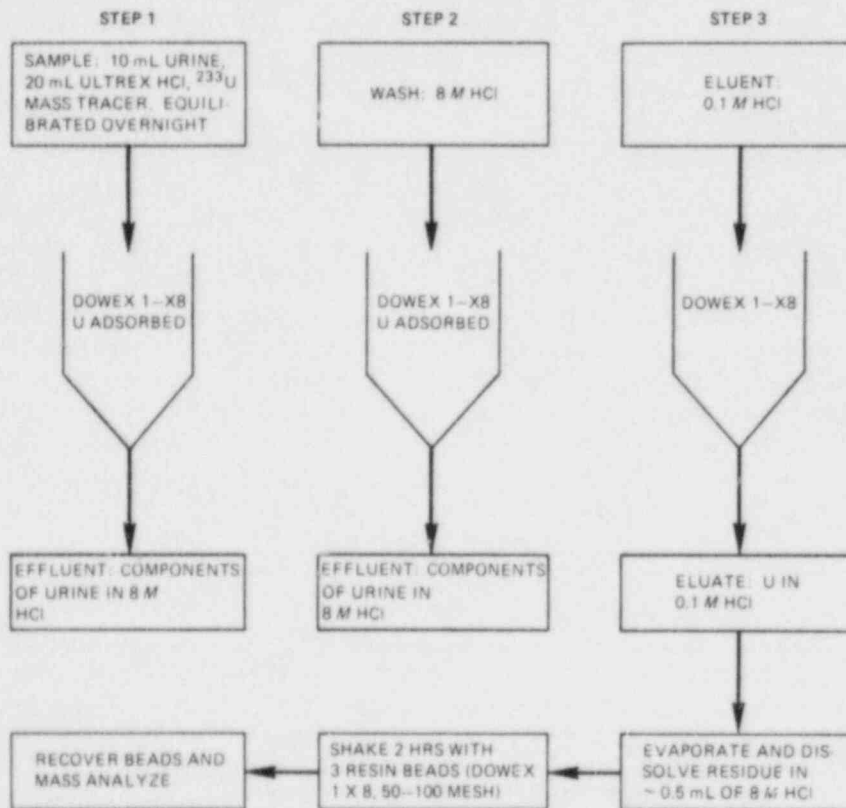 STEP 1
SAMPLE: 10 mL URINE,
20 mL ULTREX HCl, ²³³U
MASS TRACER. EQUILI-
BRATED OVERNIGHT
DOWEX 1–X8
U ADSORBED
EFFLUENT: COMPONENTS
OF URINE IN 8 M
HCl
STEP 2
WASH: 8 M HCl
DOWEX 1–X8
U ADSORBED
EFFLUENT: COMPONENTS
OF URINE IN
8 M HCl
STEP 3
ELUENT:
0.1 M HCl
DOWEX 1–X8
ELUATE: U IN
0.1 M HCl
EVAPORATE AND DIS-
SOLVE RESIDUE IN
~ 0.5 mL OF 8 M HCl
SHAKE 2 HRS WITH
3 RESIN BEADS (DOWEX
1 X 8, 50–100 MESH)
RECOVER BEADS AND
MASS ANALYZE